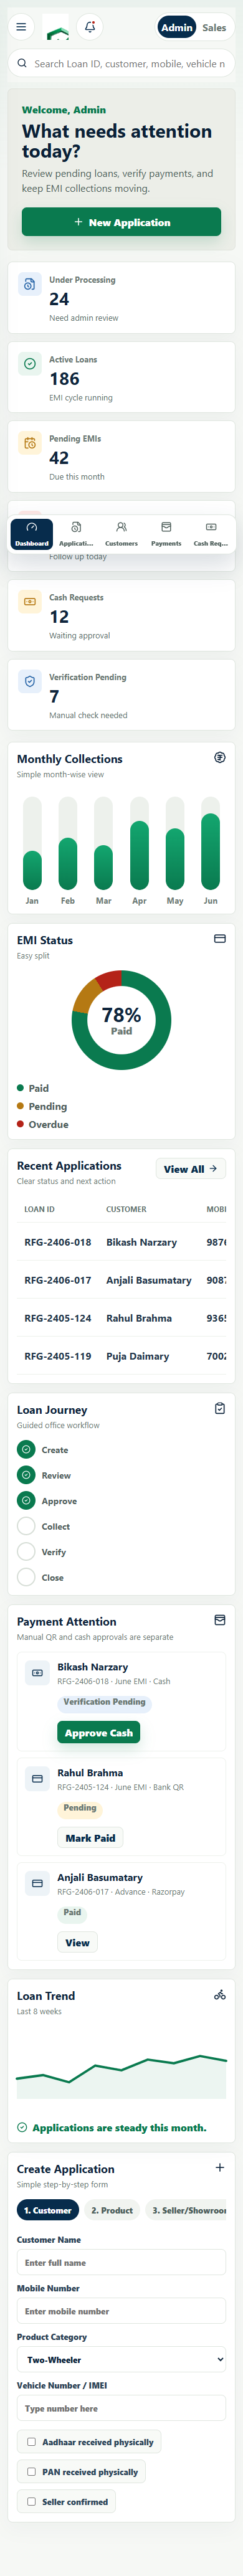 Admin
Sales
Search Loan ID, customer, mobile, vehicle n
Welcome, Admin
What needs attention
today?
Review pending loans, verify payments, and
keep EMI collections moving.
New Application
Under Processing
24
Need admin review
Active Loans
186
EMI cycle running
Pending EMIs
42
Due this month
Dashboard
Applicati...
Customers
Payments
Cash Req...
Follow up today
Cash Requests
12
Waiting approval
Verification Pending
7
Manual check needed
Monthly Collections
Simple month-wise view
Jan
Feb
Mar
Apr
May
Jun
EMI Status
Easy split
78%
Paid
Paid
Pending
Overdue
Recent Applications
Clear status and next action
View All
LOAN ID
CUSTOMER
MOBI
RFG-2406-018
Bikash Narzary
9876
RFG-2406-017
Anjali Basumatary
9087
RFG-2405-124
Rahul Brahma
9365
RFG-2405-119
Puja Daimary
7002
Loan Journey
Guided office workflow
Create
Review
Approve
Collect
Verify
Close
Payment Attention
Manual QR and cash approvals are separate
Bikash Narzary
RFG-2406-018 · June EMI · Cash
Verification Pending
Approve Cash
Rahul Brahma
RFG-2405-124 · June EMI · Bank QR
Pending
Mark Paid
Anjali Basumatary
RFG-2406-017 · Advance · Razorpay
Paid
View
Loan Trend
Last 8 weeks
Applications are steady this month.
Create Application
Simple step-by-step form
1. Customer
2. Product
3. Seller/Showroom
Customer Name
Enter full name
Mobile Number
Enter mobile number
Product Category
Two-Wheeler
Vehicle Number / IMEI
Type number here
Aadhaar received physically
PAN received physically
Seller confirmed